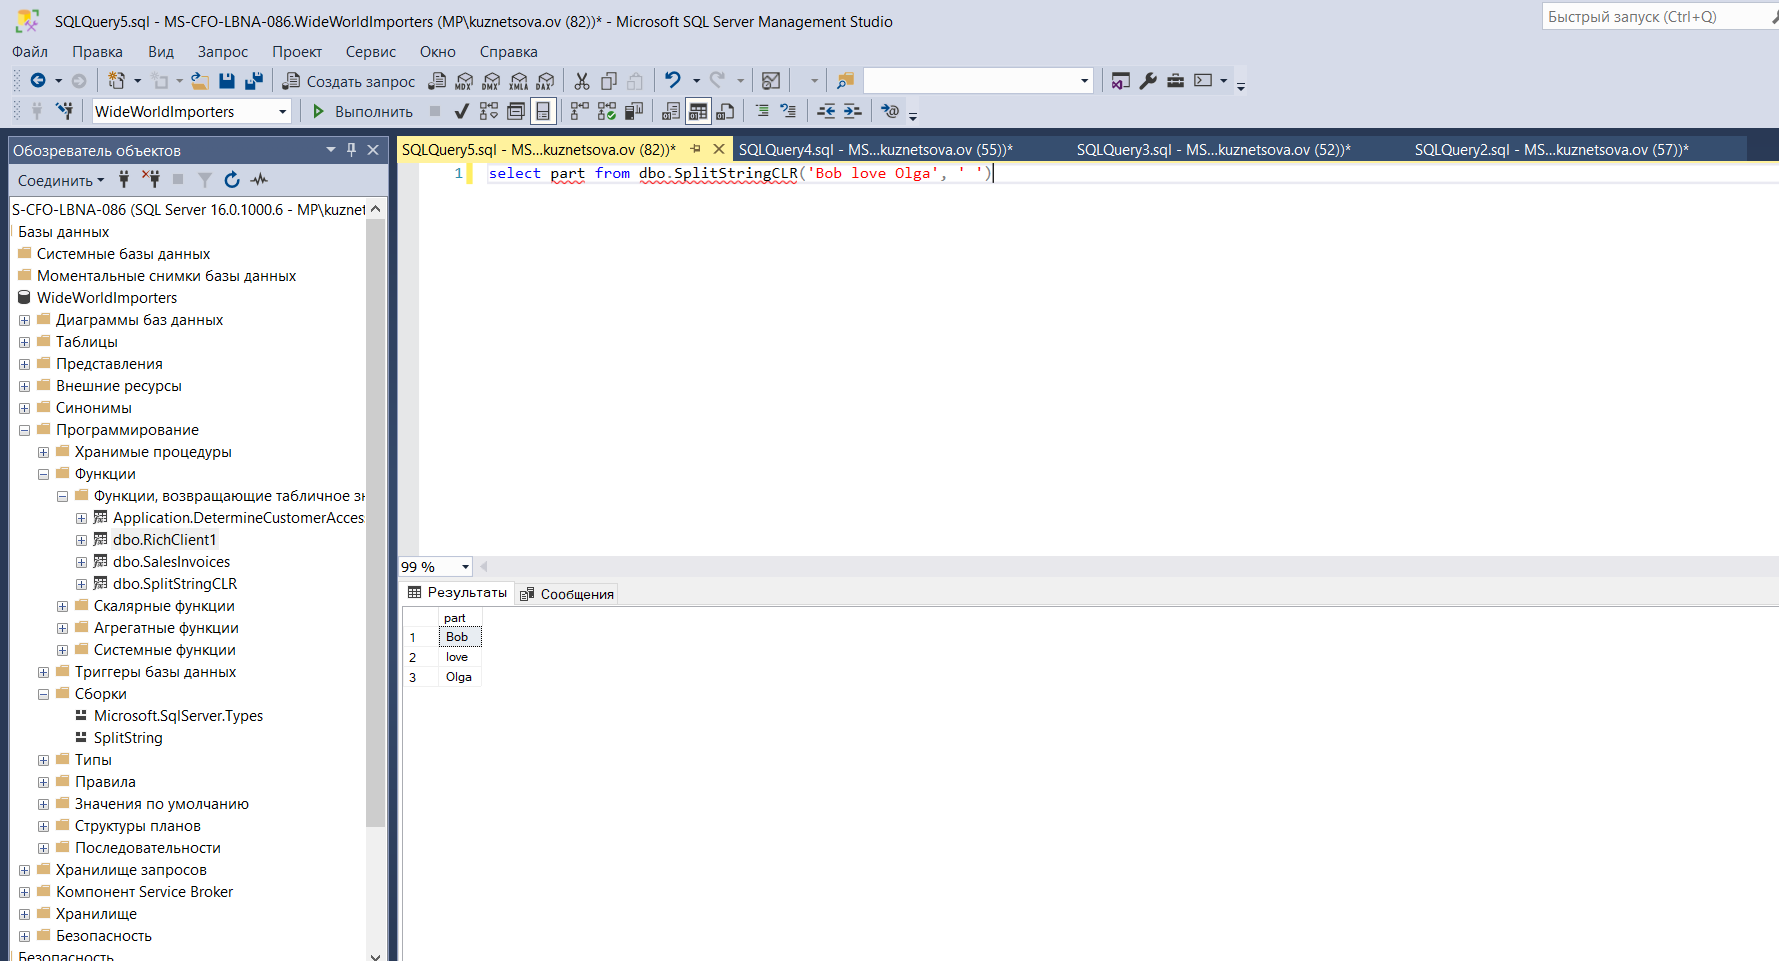 SQLQuery5.sql - MS-CFO-LBNA-086.WideWorldImporters (MP\kuznetsova.ov (82))* - Microsoft SQL Server Management Studio
Быстрый запуск (Ctrl+Q)
Файл Правка Вид Запрос Проект Сервис Окно Справка
Создать запрос MDX DMX XMLA DAX
WideWorldImporters Выполнить
Обозреватель объектов
SQLQuery5.sql - MS...kuznetsova.ov (82))* SQLQuery4.sql - MS...kuznetsova.ov (55))* SQLQuery3.sql - MS...kuznetsova.ov (52))* SQLQuery2.sql - MS...kuznetsova.ov (57))*
Соединить
1 select part from dbo.SplitStringCLR('Bob love Olga', ' ')
S-CFO-LBNA-086 (SQL Server 16.0.1000.6 - MP\kuznet
Базы данных
Системные базы данных
Моментальные снимки базы данных
WideWorldImporters
Диаграммы баз данных
Таблицы
Представления
Внешние ресурсы
Синонимы
Программирование
Хранимые процедуры
Функции
Функции, возвращающие табличное зн
Application.DetermineCustomerAcces
dbo.RichClient1
dbo.SalesInvoices
dbo.SplitStringCLR
Скалярные функции
Агрегатные функции
Системные функции
Триггеры базы данных
Сборки
Microsoft.SqlServer.Types
SplitString
Типы
Правила
Значения по умолчанию
Структуры планов
Последовательности
Хранилище запросов
Компонент Service Broker
Хранилище
Безопасность
Безопасность
99 %
Результаты Сообщения
part
1 Bob
2 love
3 Olga